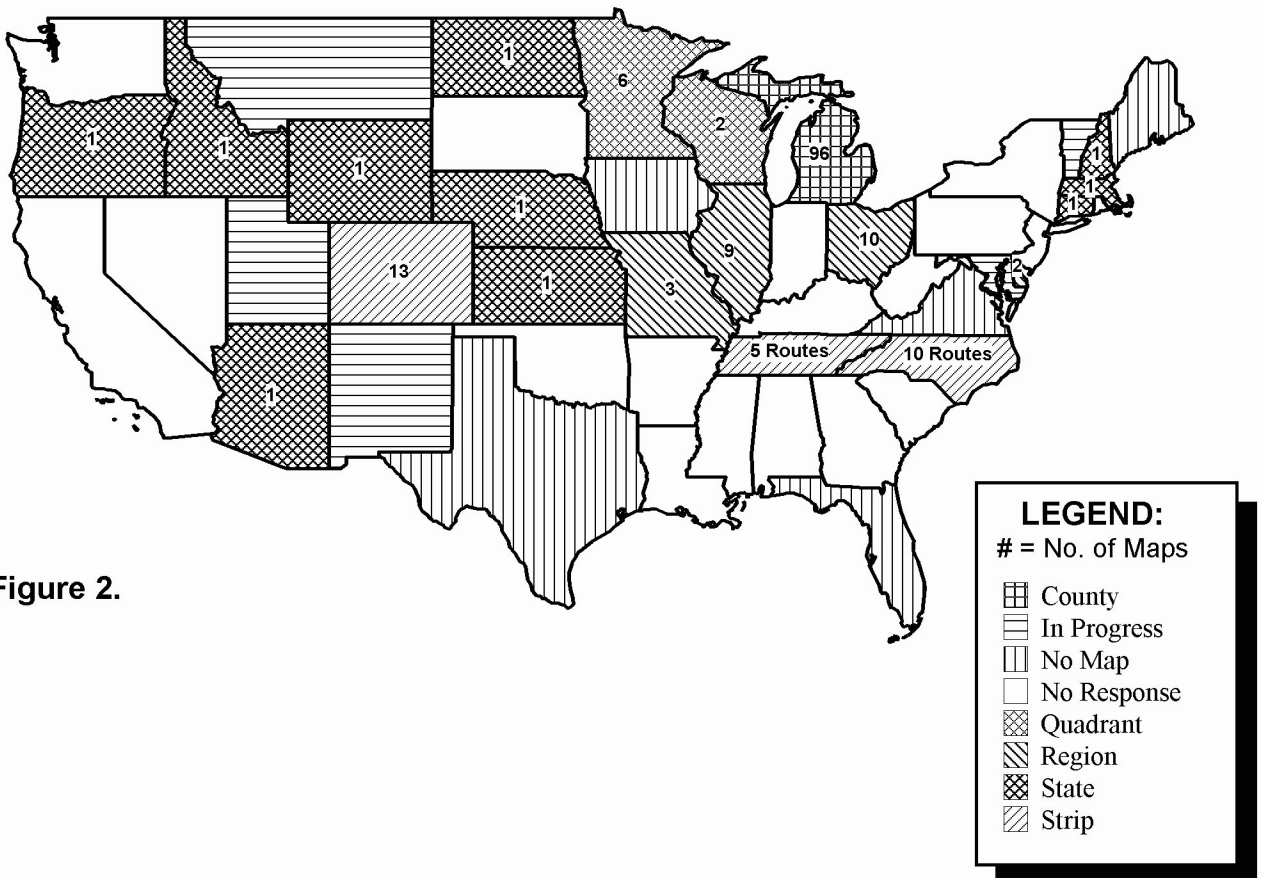 1
6
2
1
1
1
96
1
1
1
1
9
10
2
13
1
3
5 Routes
10 Routes
1
LEGEND:
# = No. of Maps
County
In Progress
No Map
No Response
Quadrant
Region
State
Strip
Figure 2.